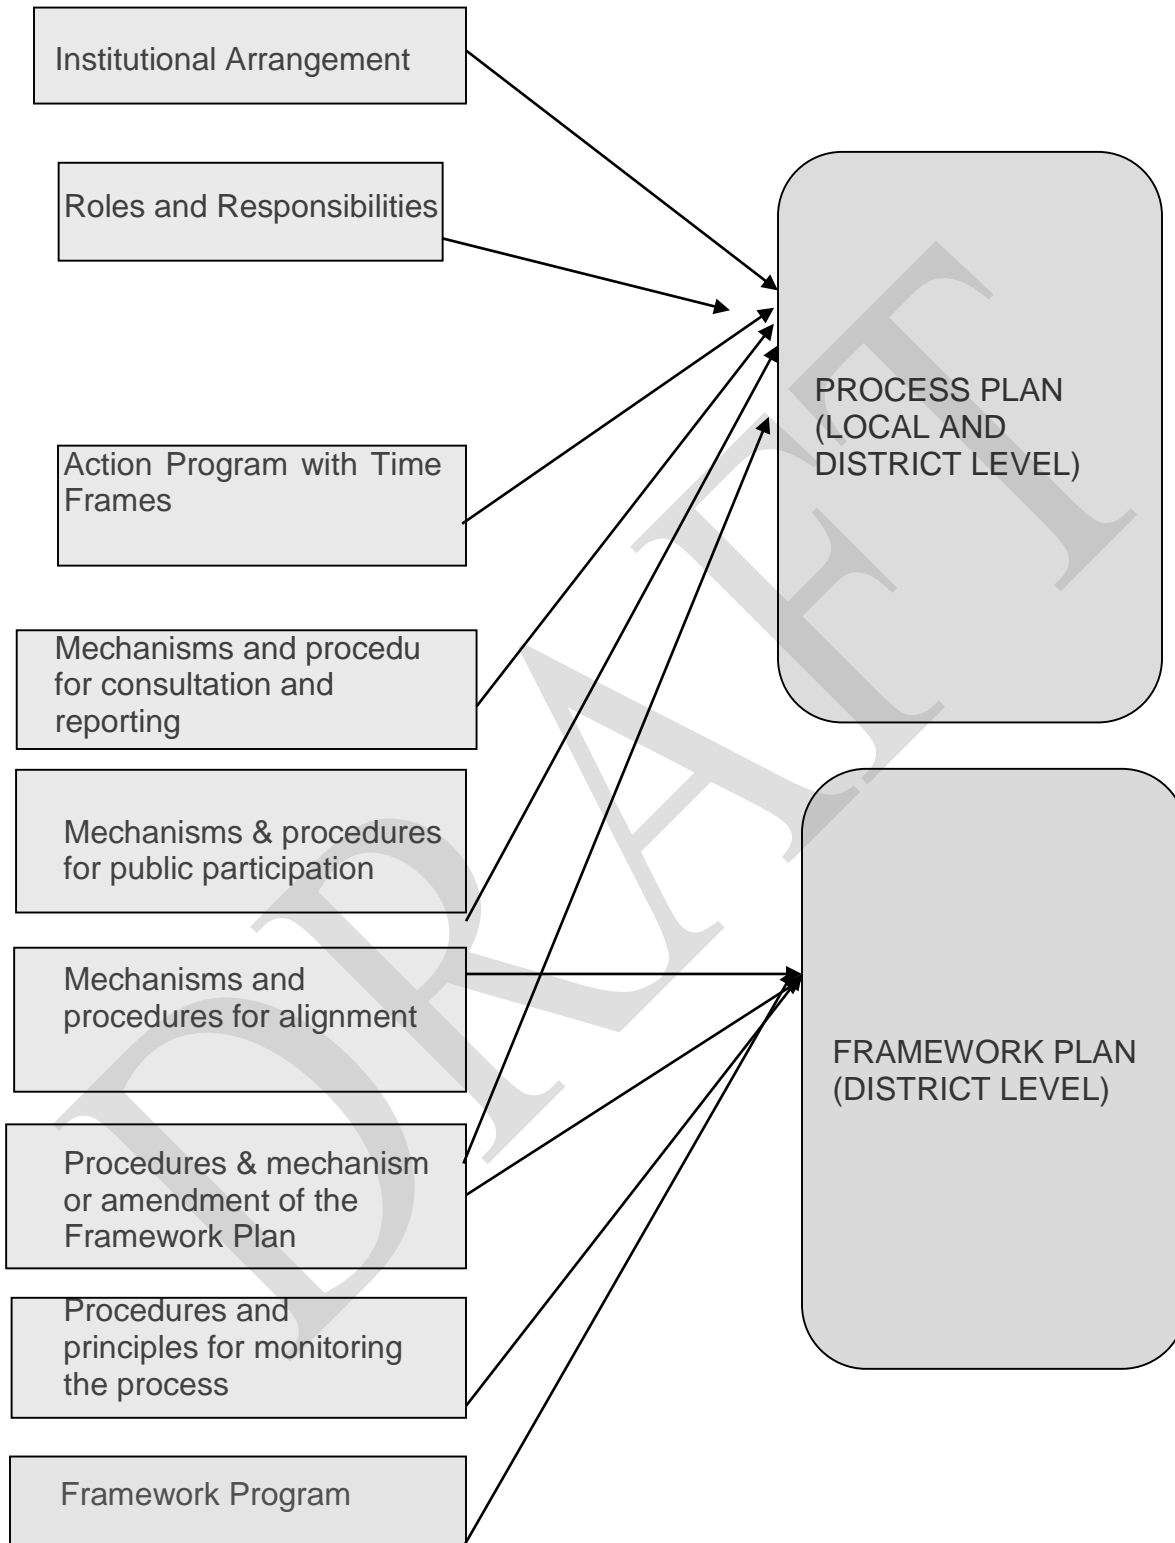 Institutional Arrangement
Roles and Responsibilities
Action Program with Time
Frames
Mechanisms and procedu
for consultation and
reporting
Mechanisms & procedures
for public participation
Mechanisms and
procedures for alignment
Procedures & mechanism
or amendment of the
Framework Plan
Procedures and
principles for monitoring
the process
Framework Program
PROCESS PLAN
(LOCAL AND
DISTRICT LEVEL)
FRAMEWORK PLAN
(DISTRICT LEVEL)
DRAFT